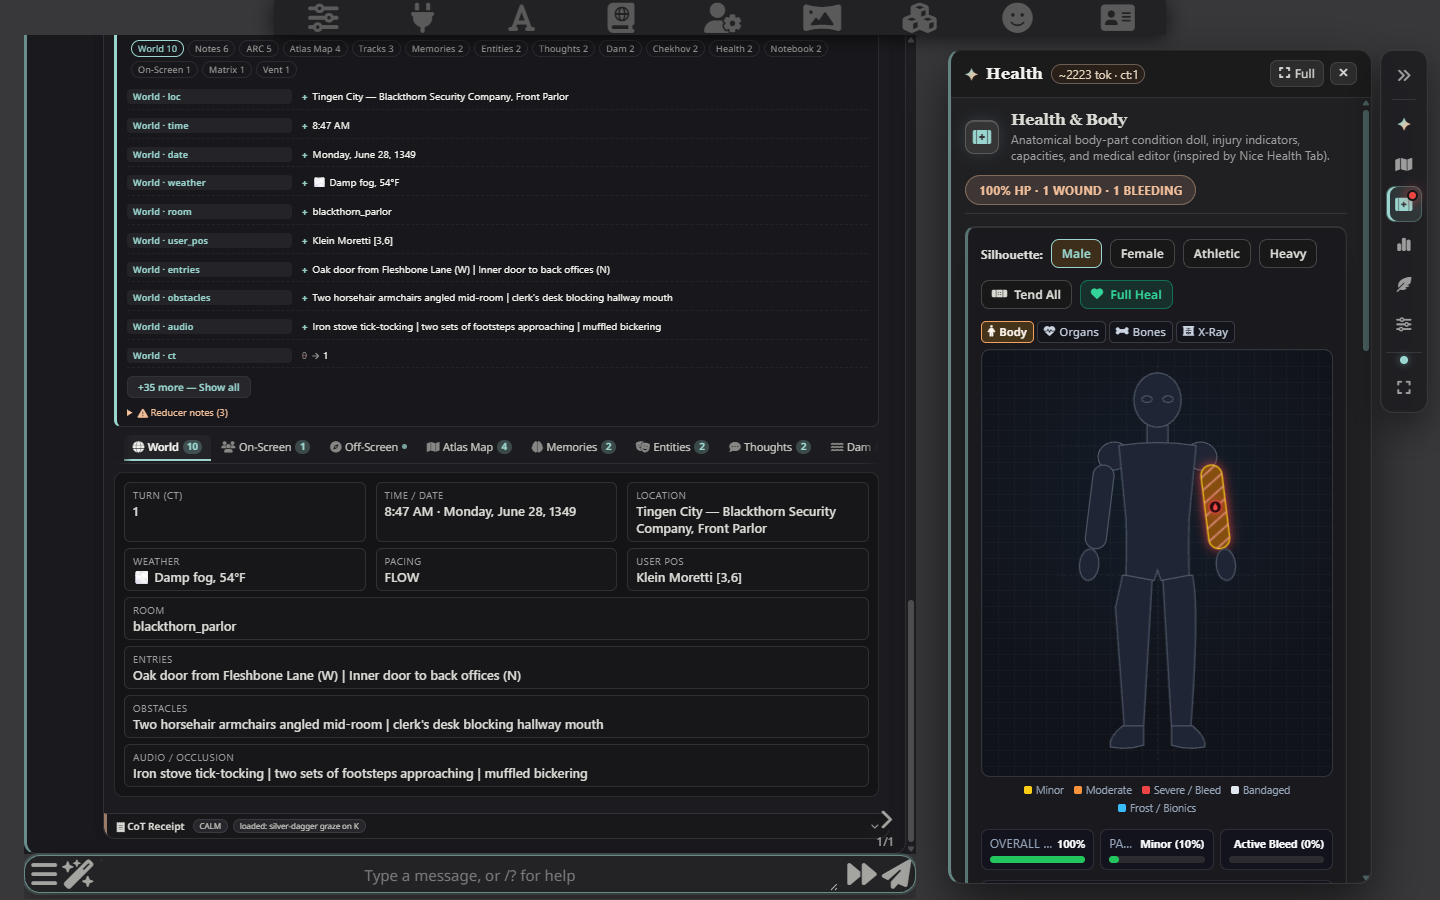 World 10
Notes 6
ARC 5
Atlas Map 4
Tracks 3
Memories 2
Entities 2
Thoughts 2
Dam 2
Chekhov 2
Health 2
Notebook 2
On-Screen 1
Matrix 1
Vent 1
World · loc + Tingen City — Blackthorn Security Company, Front Parlor
World · time + 8:47 AM
World · date + Monday, June 28, 1349
World · weather + Damp fog, 54°F
World · room + blackthorn_parlor
World · user_pos + Klein Moretti [3,6]
World · entries + Oak door from Fleshbone Lane (W) | Inner door to back offices (N)
World · obstacles + Two horsehair armchairs angled mid-room | clerk's desk blocking hallway mouth
World · audio + Iron stove tick-tocking | two sets of footsteps approaching | muffled bickering
World · ct 0 → 1
+35 more — Show all
Reducer notes (3)
World 10
On-Screen 1
Off-Screen
Atlas Map 4
Memories 2
Entities 2
Thoughts 2
Dam
TURN (CT)
1
TIME / DATE
8:47 AM · Monday, June 28, 1349
LOCATION
Tingen City — Blackthorn Security
Company, Front Parlor
WEATHER
Damp fog, 54°F
PACING
FLOW
USER POS
Klein Moretti [3,6]
ROOM
blackthorn_parlor
ENTRIES
Oak door from Fleshbone Lane (W) | Inner door to back offices (N)
OBSTACLES
Two horsehair armchairs angled mid-room | clerk's desk blocking hallway mouth
AUDIO / OCCLUSION
Iron stove tick-tocking | two sets of footsteps approaching | muffled bickering
CoT Receipt
CALM
loaded: silver-dagger graze on K
1/1
Type a message, or /? for help
Health
~2223 tok · ct:1
Full
Health & Body
Anatomical body-part condition doll, injury indicators,
capacities, and medical editor (inspired by Nice Health Tab).
100% HP · 1 WOUND · 1 BLEEDING
Silhouette:
Male
Female
Athletic
Heavy
Tend All
Full Heal
Body
Organs
Bones
X-Ray
Minor
Moderate
Severe / Bleed
Bandaged
Frost / Bionics
OVERALL ... 100%
PA... Minor (10%)
Active Bleed (0%)